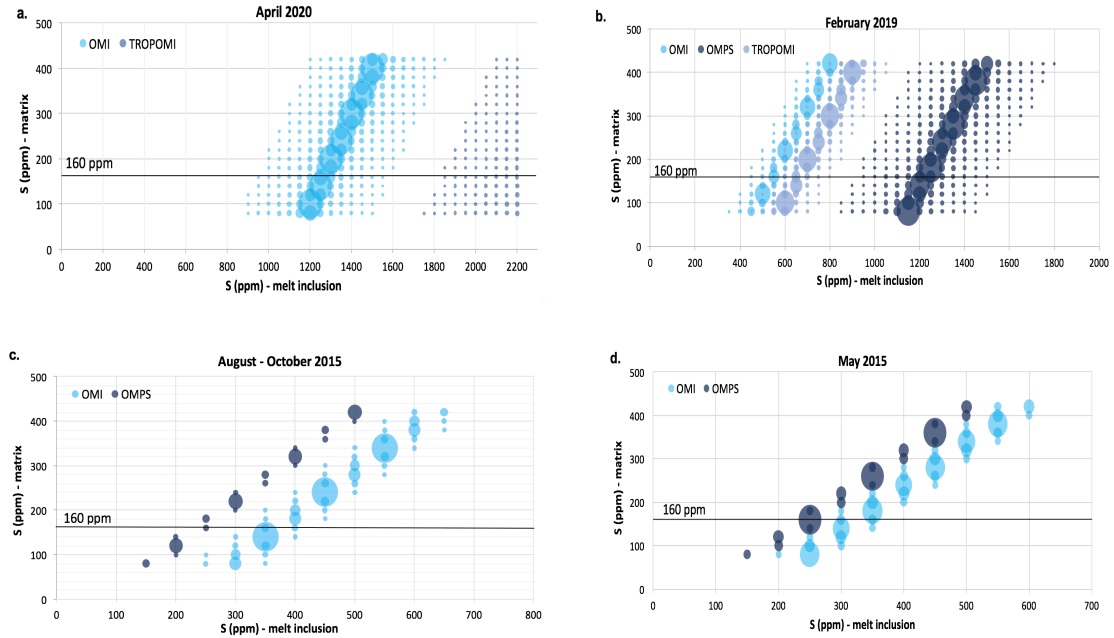 a.
April 2020
OMI TROPOMI
S (ppm) - matrix
500
400
300
200
100
0
160 ppm
0 200 400 600 800 1000 1200 1400 1600 1800 2000 2200
S (ppm) - melt inclusion
b.
February 2019
OMI OMPS TROPOMI
S (ppm) - matrix
500
400
300
200
100
0
160 ppm
0 200 400 600 800 1000 1200 1400 1600 1800 2000
S (ppm) - melt inclusion
c.
August - October 2015
OMI OMPS
S (ppm) - matrix
500
400
300
200
100
0
160 ppm
0 100 200 300 400 500 600 700 800
S (ppm) - melt inclusion
d.
May 2015
OMI OMPS
S (ppm) - matrix
500
400
300
200
100
0
160 ppm
0 100 200 300 400 500 600 700
S (ppm) - melt inclusion